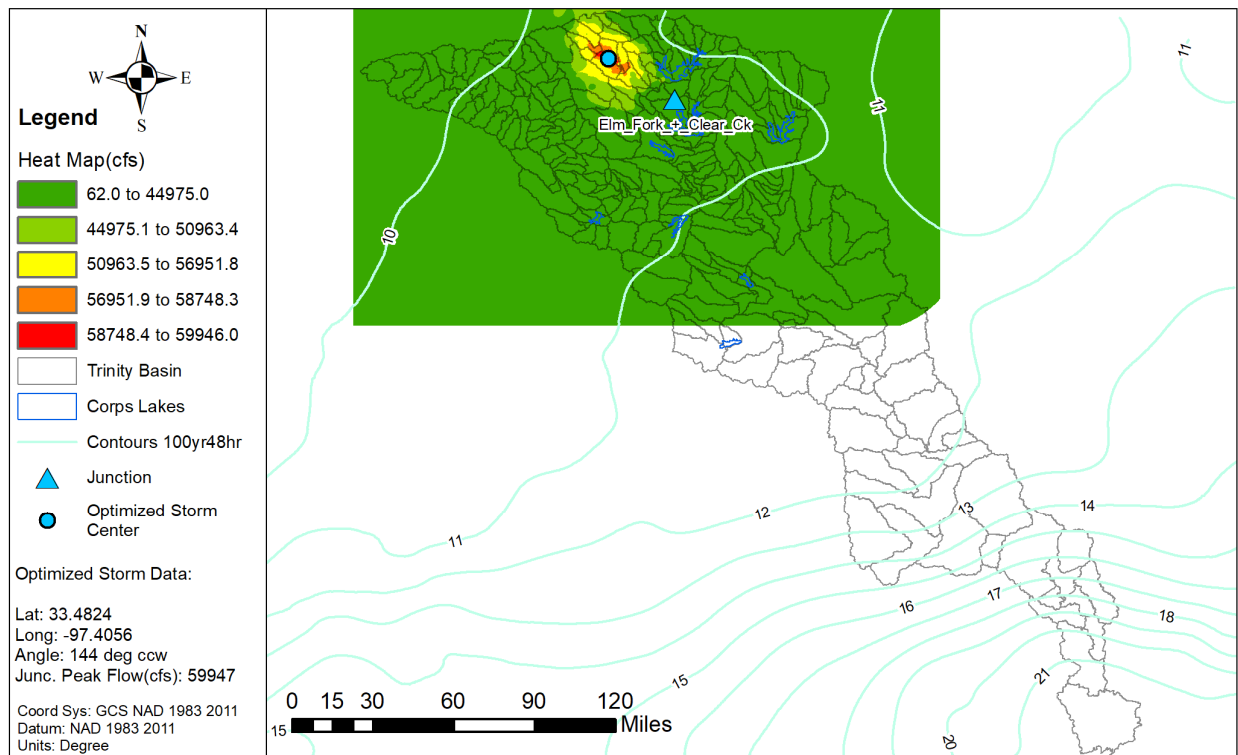 N
W E
S
Legend
Heat Map(cfs)
62.0 to 44975.0
44975.1 to 50963.4
50963.5 to 56951.8
56951.9 to 58748.3
58748.4 to 59946.0
Trinity Basin
Corps Lakes
Contours 100yr48hr
Junction
Optimized Storm
Center
Optimized Storm Data:
Lat: 33.4824
Long: -97.4056
Angle: 144 deg ccw
Junc. Peak Flow(cfs): 59947
Coord Sys: GCS NAD 1983 2011
Datum: NAD 1983 2011
Units: Degree
11
11
Elm_Fork_+_Clear_Ck
10
12
13
14
11
16
17
18
15
21
20
15
0 15 30 60 90 120
Miles